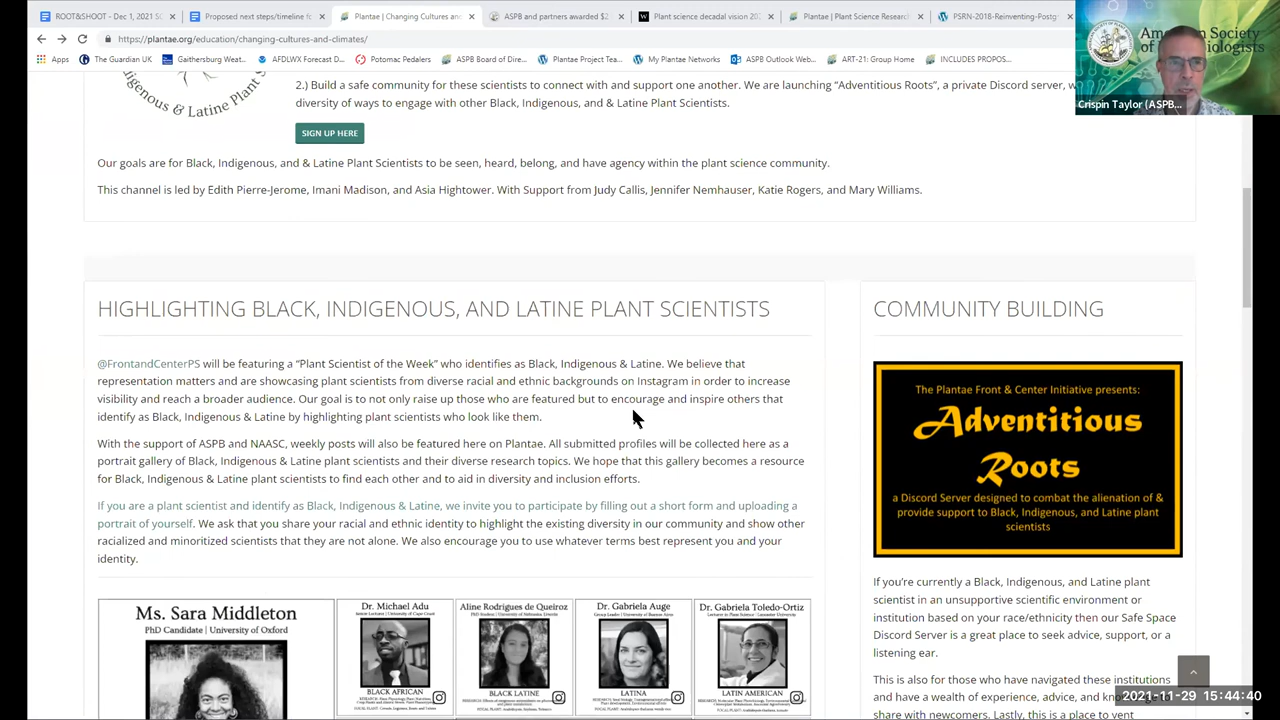 ROOT&SHOOT - Dec 1, 2021 SC
Proposed next steps/timeline fo
Plantae | Changing Cultures and
ASPB and partners awarded $2
Plant science decadal vision 202
Plantae | Plant Science Research
PSRN-2018-Reinventing-Postg
https://plantae.org/education/changing-cultures-and-climates/
Apps
The Guardian UK
Gaithersburg Weat...
AFDLWX Forecast D...
Potomac Pedalers
ASPB Board of Dire...
Plantae Project Tea...
My Plantae Networks
ASPB Outlook Web...
ART-21: Group Home
INCLUDES PROPOS...
American Society
Crispin Taylor (ASPB...
Indigenous & Latine Plant
2.) Build a safe community for these scientists to connect with and support one another. We are launching "Adventitious Roots", a private Discord server,
diversity of ways to engage with other Black, Indigenous, and & Latine Plant Scientists.
SIGN UP HERE
Our goals are for Black, Indigenous, and & Latine Plant Scientists to be seen, heard, belong, and have agency within the plant science community.
This channel is led by Edith Pierre-Jerome, Imani Madison, and Asia Hightower. With Support from Judy Callis, Jennifer Nemhauser, Katie Rogers, and Mary Williams.
HIGHLIGHTING BLACK, INDIGENOUS, AND LATINE PLANT SCIENTISTS
@FrontandCenterPS will be featuring a "Plant Scientist of the Week" who identifies as Black, Indigenous & Latine. We believe that
representation matters and are showcasing plant scientists from diverse racial and ethnic backgrounds on Instagram in order to increase
visibility and reach a broad audience. Our goal is to not only lift up those who are featured but to encourage and inspire others that
identify as Black, Indigenous & Latine by highlighting plant scientists who look like them.
With the support of ASPB and NAASC, weekly posts will also be featured here on Plantae. All submitted profiles will be collected here as a
portrait gallery of Black, Indigenous & Latine plant scientists and their diverse research topics. We hope that this gallery becomes a resource
for Black, Indigenous & Latine plant scientists to find each other and to aid in diversity and inclusion efforts.
If you are a plant scientist and identify as Black, Indigenous & Latine, we invite you to participate by filling out a short form and uploading a
portrait of yourself. We ask that you share your racial and ethnic identity to highlight the existing diversity in our community and show other
racialized and minoritized scientists that they are not alone. We also encourage you to use whatever terms best represent you and your
identity.
Ms. Sara Middleton
PhD Candidate | University of Oxford
Dr. Michael Adu
BLACK AFRICAN
Aline Rodrigues de Queiroz
BLACK LATINE
Dr. Gabriela Auge
LATINA
Dr. Gabriela Toledo-Ortiz
LATIN AMERICAN
COMMUNITY BUILDING
The Plantae Front & Center Initiative presents:
Adventitious
Roots
a Discord Server designed to combat the alienation of &
provide support to Black, Indigenous, and Latine plant
scientists
If you're currently a Black, Indigenous, and Latine plant
scientist in an unsupportive scientific environment or
institution based on your race/ethnicity then our Safe Space
Discord Server is a great place to seek advice, support, or a
listening ear.
This is also for those who have navigated these institutions
and have a wealth of experience, advice, and
share with newcomers. Lastly, this is a place to vent
2021-11-29 15:44:40